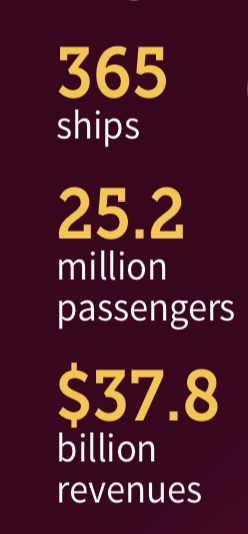 365
ships
25.2
million
passengers
$37.8
billion
revenues